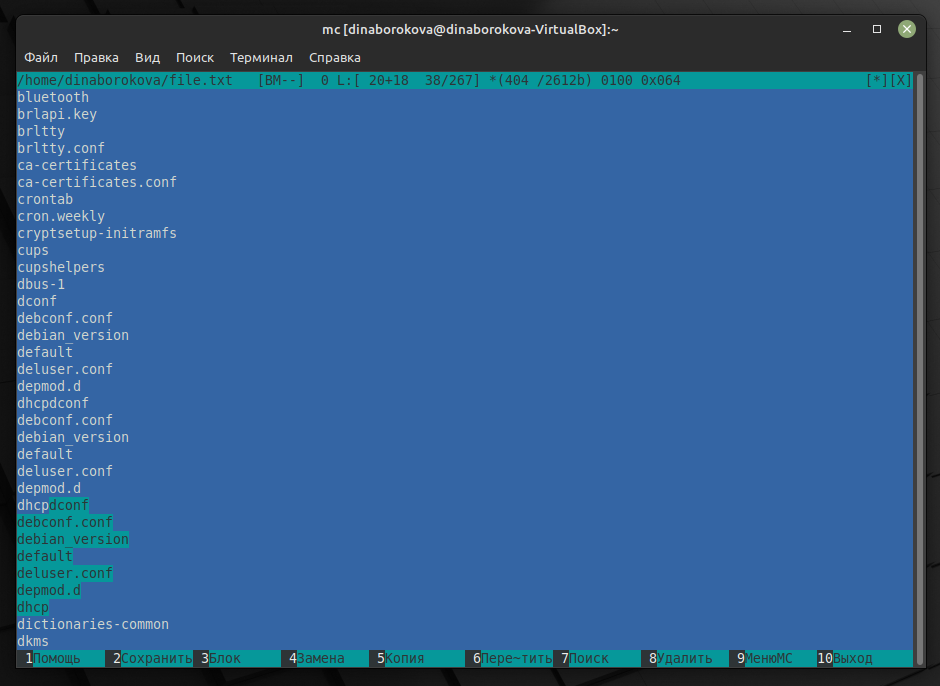 mc [dinaborokova@dinaborokova-VirtualBox]:~
Файл Правка Вид Поиск Терминал Справка
/home/dinaborokova/file.txt [BM--] 0 L:[ 20+18 38/267] *(404 /2612b) 0100 0x064 [*][X]
bluetooth
brlapi.key
brltty
brltty.conf
ca-certificates
ca-certificates.conf
crontab
cron.weekly
cryptsetup-initramfs
cups
cupshelpers
dbus-1
dconf
debconf.conf
debian_version
default
deluser.conf
depmod.d
dhcpdconf
debconf.conf
debian_version
default
deluser.conf
depmod.d
dhcpdconf
debconf.conf
debian_version
default
deluser.conf
depmod.d
dhcp
dictionaries-common
dkms
1Помощь 2Сохранить 3Блок 4Замена 5Копия 6Пере~тить 7Поиск 8Удалить 9МенюМС 10Выход